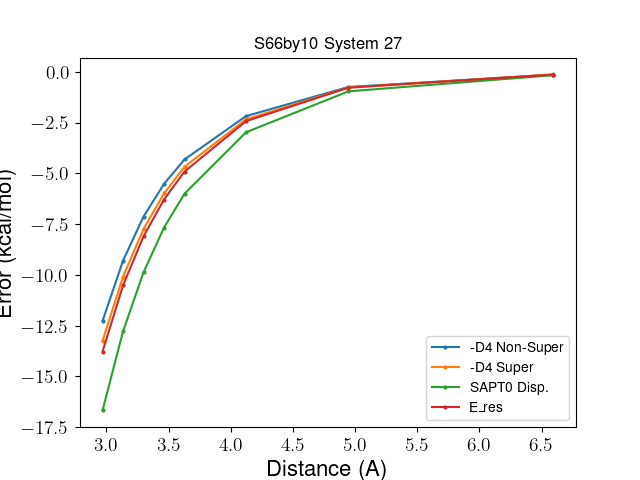 S66by10 System 27
Error (kcal/mol)
0.0
−2.5
−5.0
−7.5
−10.0
−12.5
−15.0
−17.5
3.0 3.5 4.0 4.5 5.0 5.5 6.0 6.5
Distance (A)
-D4 Non-Super
-D4 Super
SAPT0 Disp.
E_res